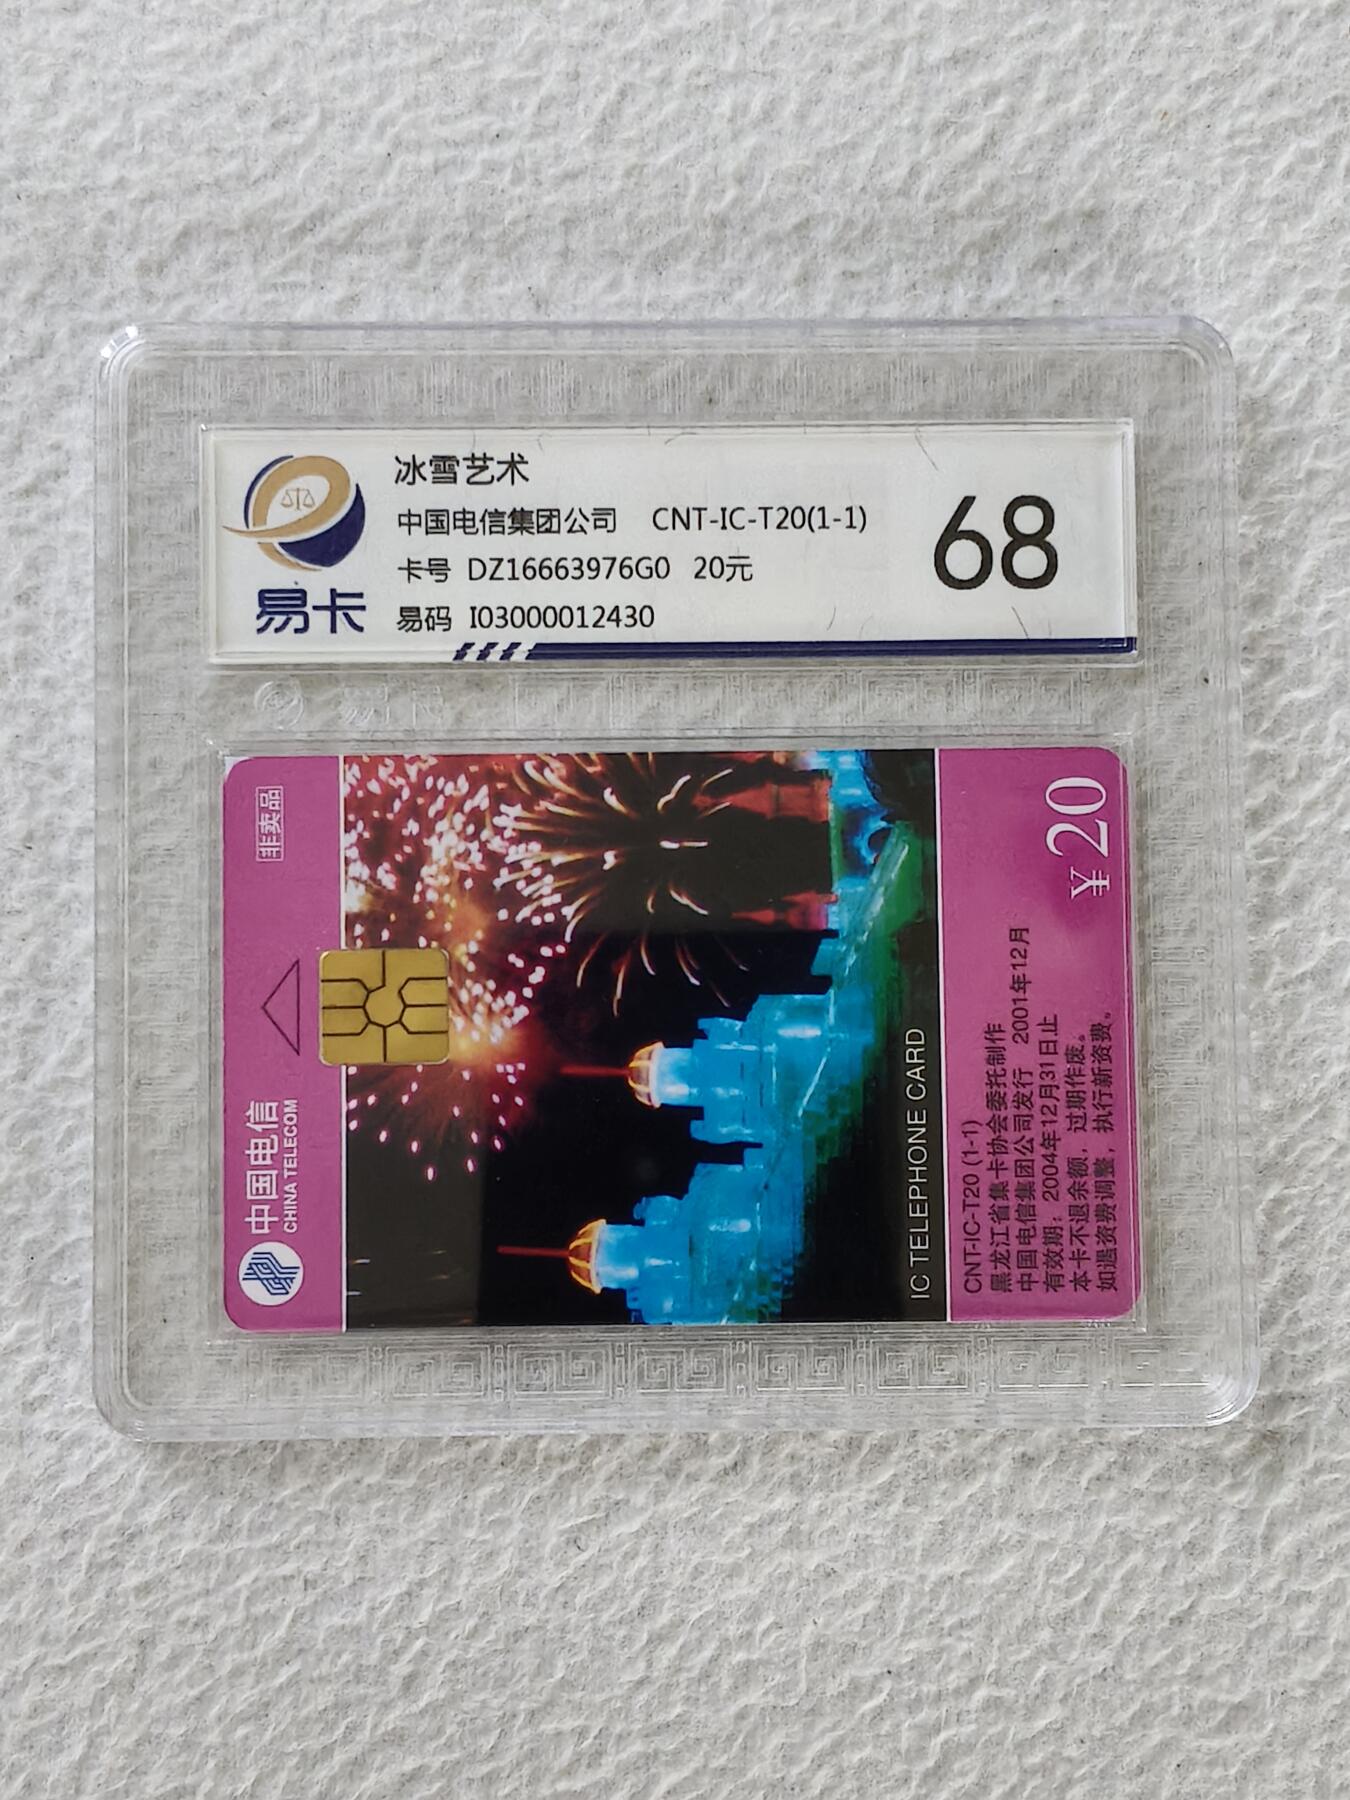 冰雪艺术
中国电信集团公司 CNT-IC-T20(1-1)
卡号 DZ16663976G0 20元
易码 I03000012430
易卡
68
中国电信
CHINA TELECOM
非卖品
IC TELEPHONE CARD
CNT-IC-T20 (1-1)
黑龙江省集卡协会委托制作
中国电信集团公司发行 2001年12月
有效期：2004年12月31日止
本卡不退余额，过期作废。
如遇资费调整，执行新资费。
¥20